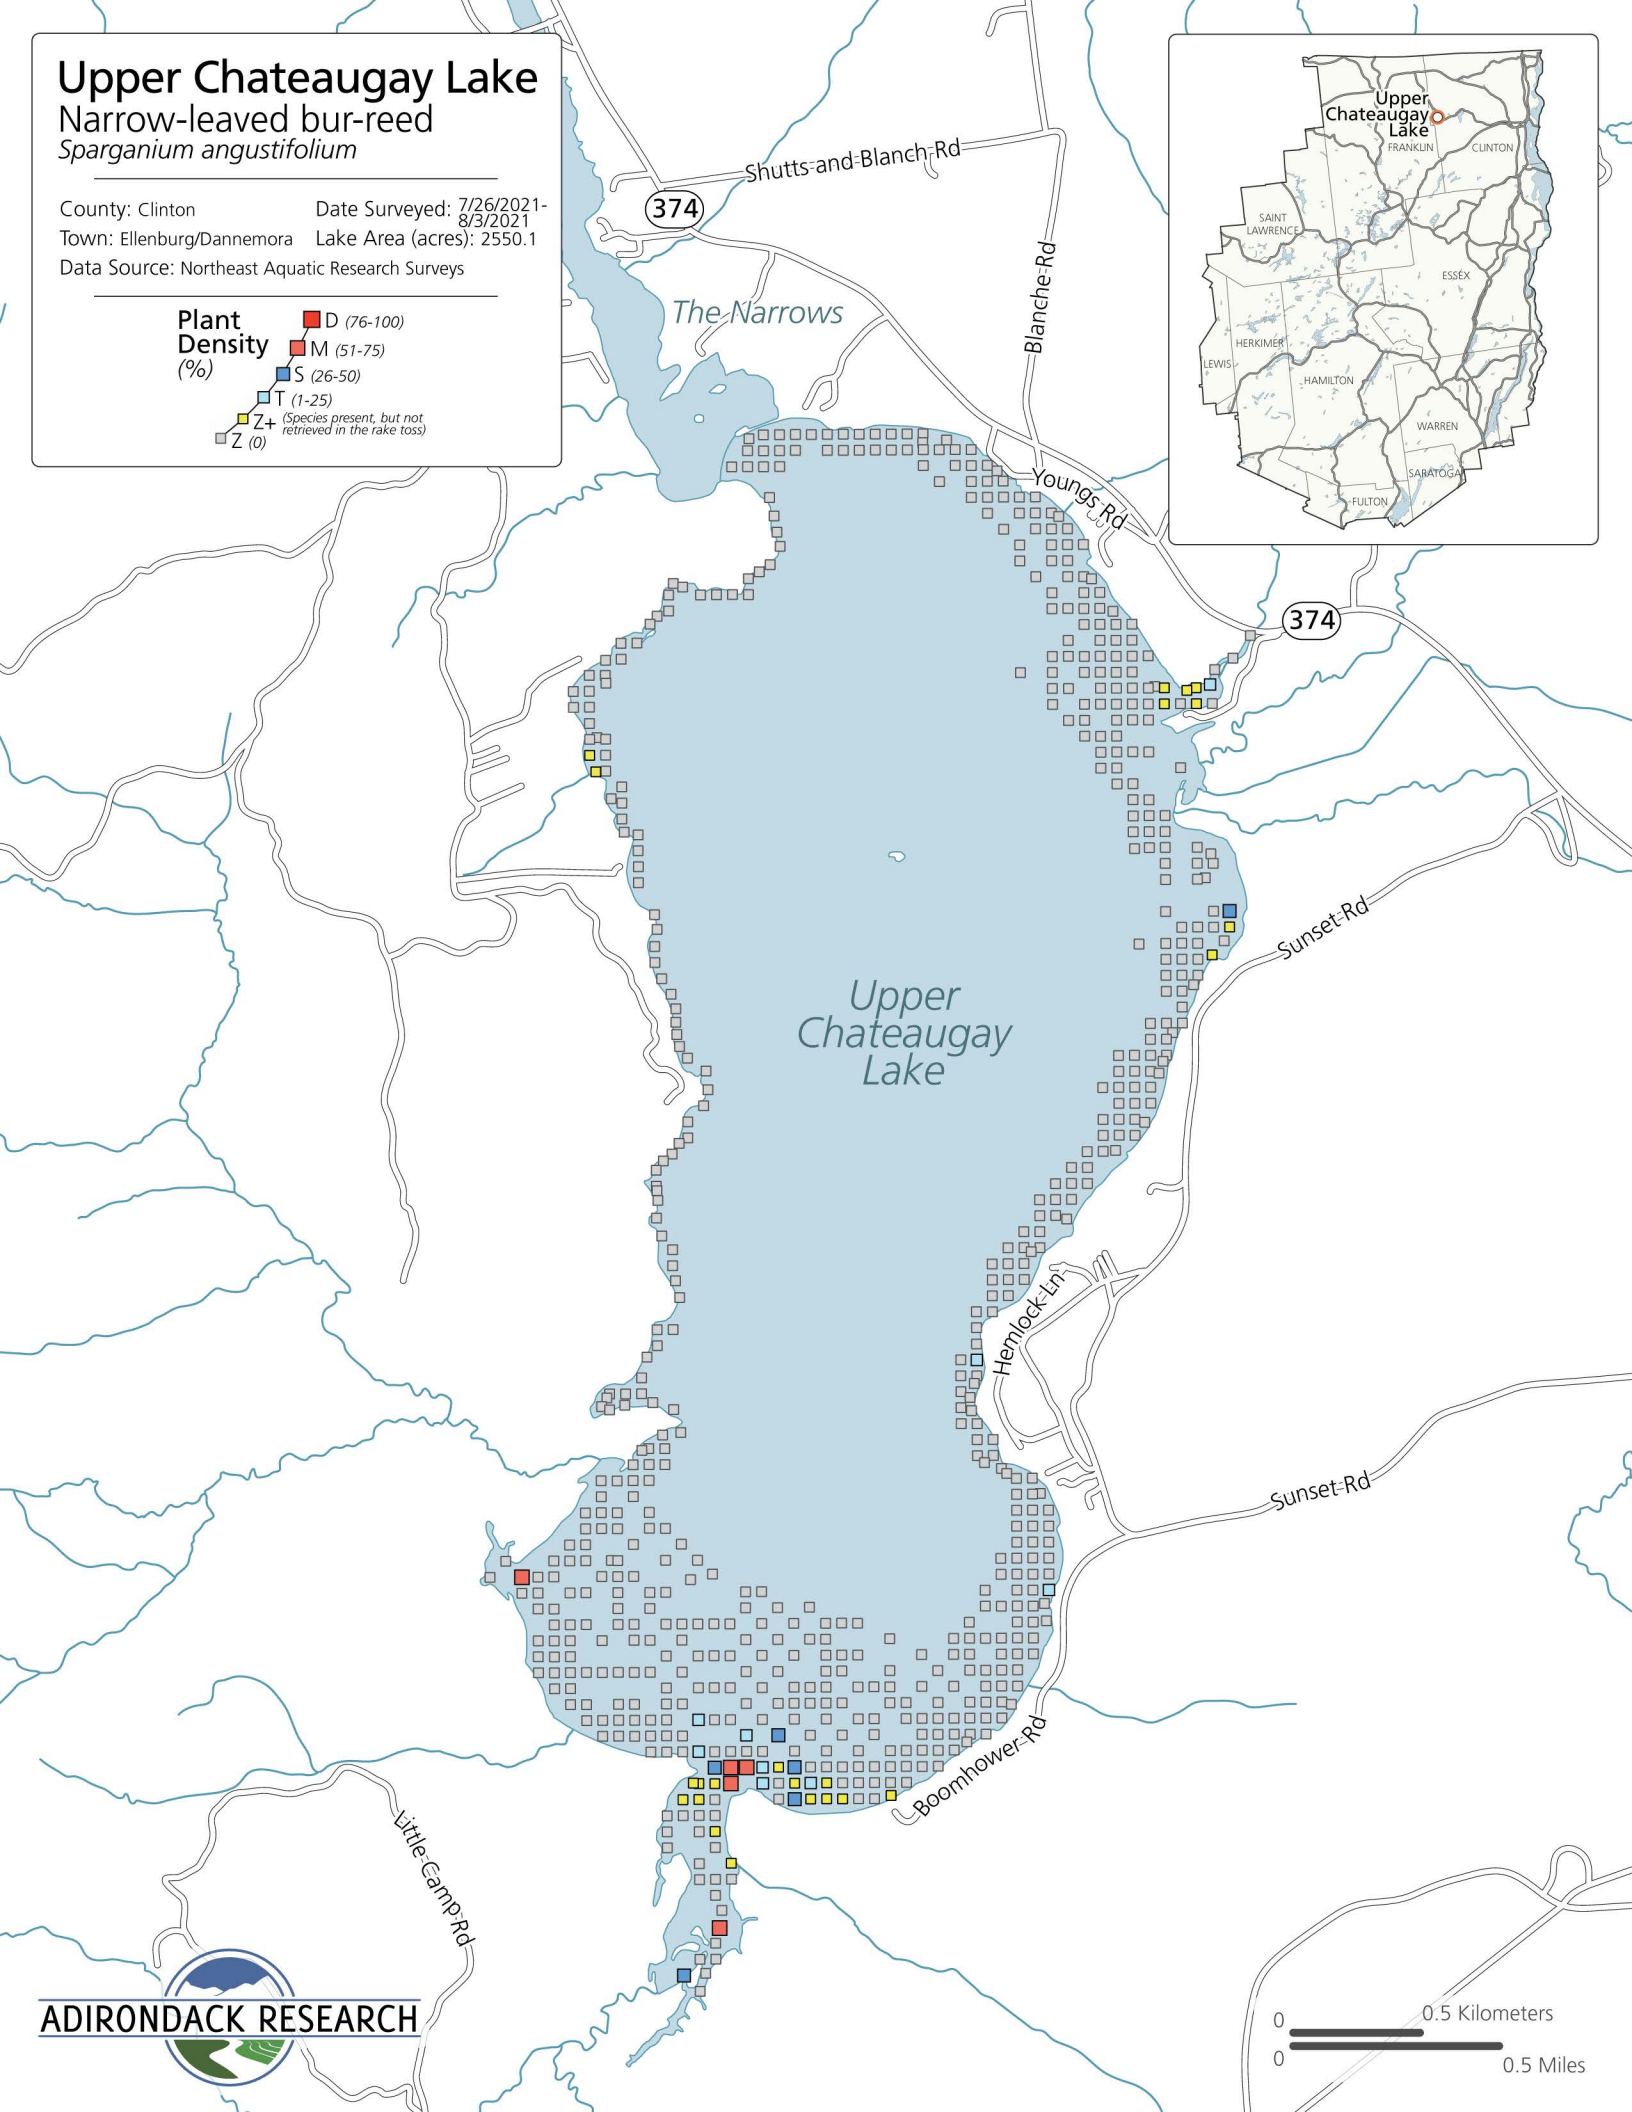 Upper Chateaugay Lake
Narrow-leaved bur-reed
Sparganium angustifolium
County: Clinton
Date Surveyed: 7/26/2021-
8/3/2021
Town: Ellenburg/Dannemora
Lake Area (acres): 2550.1
Data Source: Northeast Aquatic Research Surveys
Plant
Density
(%)
D (76-100)
M (51-75)
S (26-50)
T (1-25)
Z+ (Species present, but not
retrieved in the rake toss)
Z (0)
Upper
Chateaugay
Lake
FRANKLIN
CLINTON
SAINT
LAWRENCE
ESSEX
HERKIMER
LEWIS
HAMILTON
WARREN
SARATOGA
FULTON
Shutts and Blanch Rd
374
Blanche Rd
The Narrows
Youngs Rd
374
Sunset Rd
Upper
Chateaugay
Lake
Hemlock Ln
Sunset Rd
Boomhower Rd
Little Camp Rd
ADIRONDACK RESEARCH
0
0.5 Kilometers
0
0.5 Miles